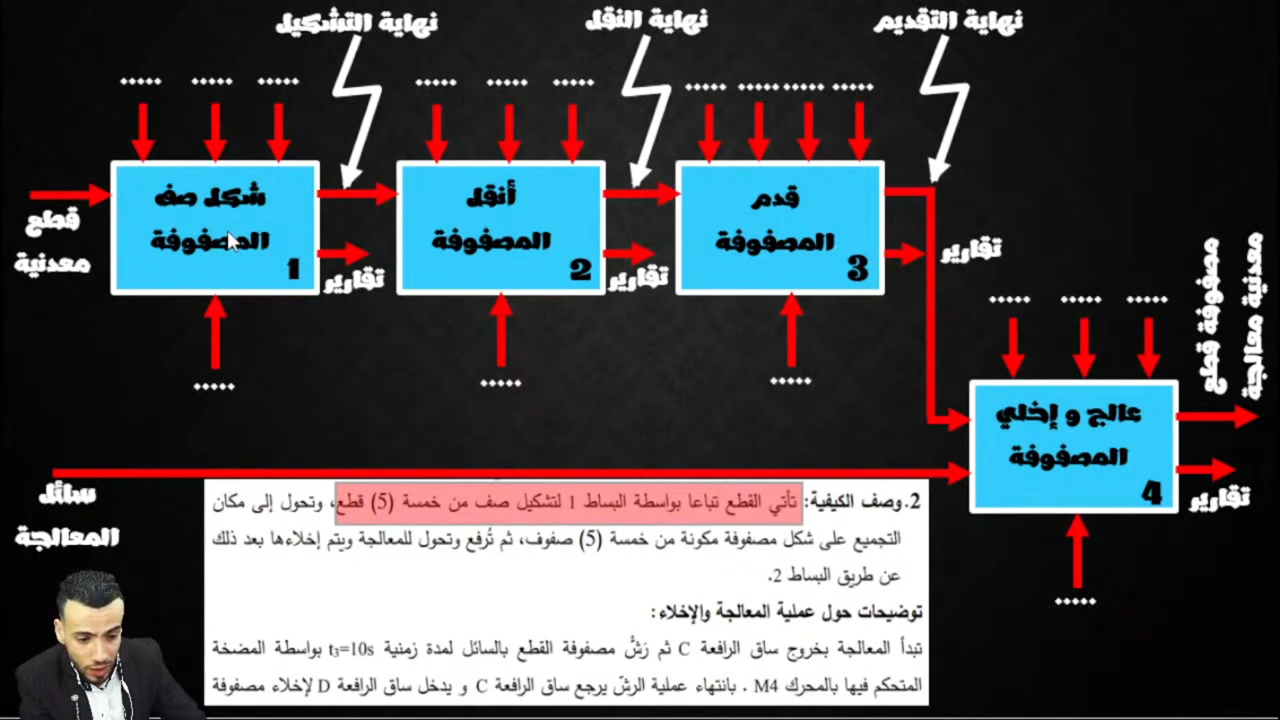 نهاية التشكيل
نهاية النقل
نهاية التقديم
.....
.....
.....
.....
.....
.....
.....
.....
.....
.....
شكل صف
المصفوفة
1
أنقل
المصفوفة
2
قدم
المصفوفة
3
قطع
معدنية
تقارير
تقارير
تقارير
.....
.....
.....
.....
.....
.....
مصفوفة قطع
معدنية معالجة
عالج و إخلي
المصفوفة
4
تقارير
.....
سائل
المعالجة
2. وصف الكيفية: تأتي القطع تباعا بواسطة البساط 1 لتشكيل صف من خمسة (5) قطع، وتحول إلى مكان
التجميع على شكل مصفوفة مكونة من خمسة (5) صفوف، ثم تُرفع وتحول للمعالجة ويتم إخلاءها بعد ذلك
عن طريق البساط 2.
توضيحات حول عملية المعالجة والإخلاء:
تبدأ المعالجة بخروج ساق الرافعة C ثم رَشُّ مصفوفة القطع بالسائل لمدة زمنية t3=10s بواسطة المضخة
المتحكم فيها بالمحرك M4 . بانتهاء عملية الرشّ يرجع ساق الرافعة C و يدخل ساق الرافعة D لإخلاء مصفوفة